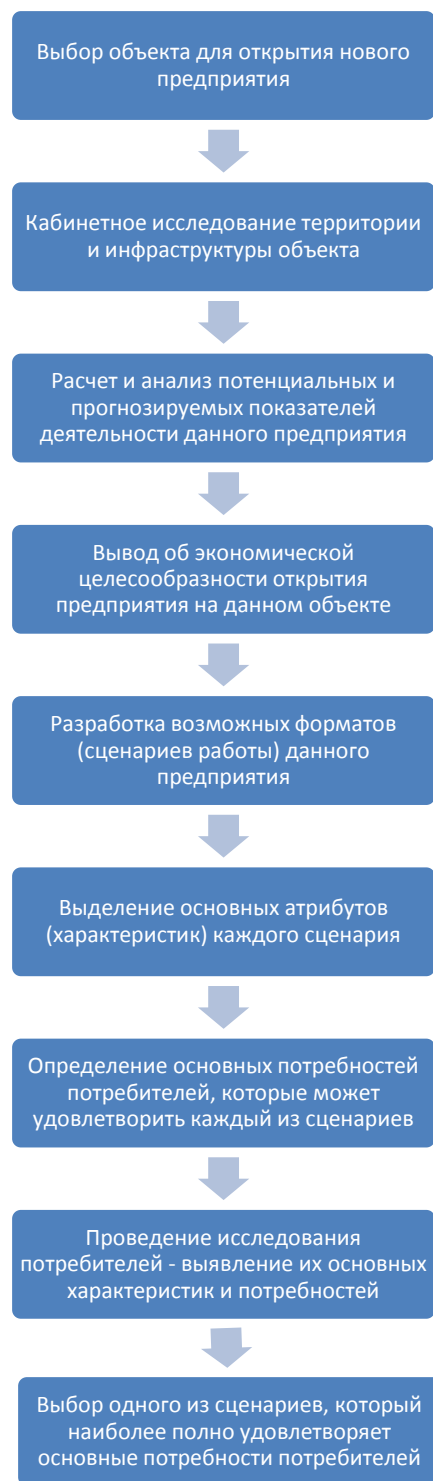 Выбор объекта для открытия нового
предприятия
Кабинетное исследование территории
и инфраструктуры объекта
Расчет и анализ потенциальных и
прогнозируемых показателей
деятельности данного предприятия
Вывод об экономической
целесообразности открытия
предприятия на данном объекте
Разработка возможных форматов
(сценариев работы) данного
предприятия
Выделение основных атрибутов
(характеристик) каждого сценария
Определение основных потребностей
потребителей, которые может
удовлетворить каждый из сценариев
Проведение исследования
потребителей - выявление их основных
характеристик и потребностей
Выбор одного из сценариев, который
наиболее полно удовлетворяет
основные потребности потребителей